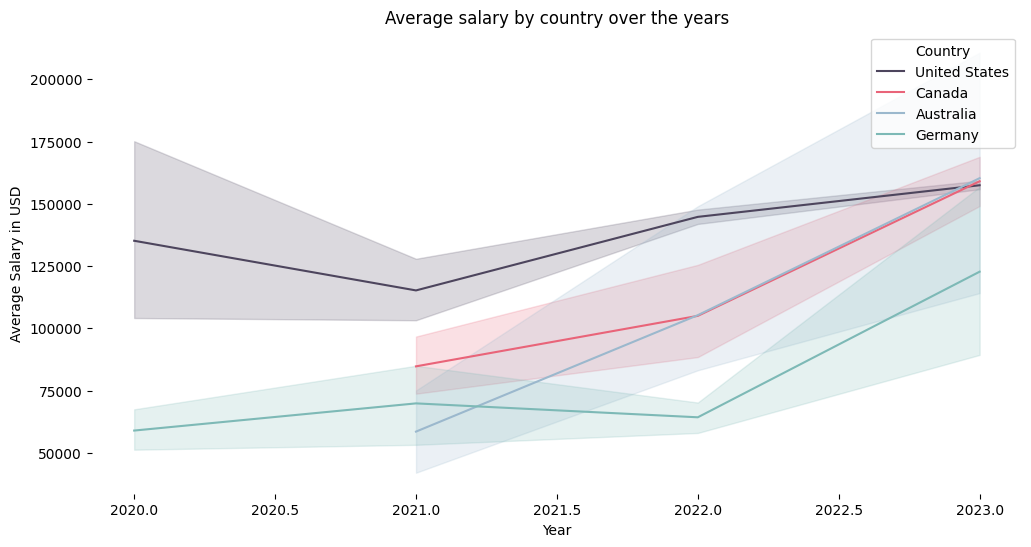 Average salary by country over the years
Country
United States
Canada
Australia
Germany
Average Salary in USD
200000
175000
150000
125000
100000
75000
50000
2020.0 2020.5 2021.0 2021.5 2022.0 2022.5 2023.0
Year